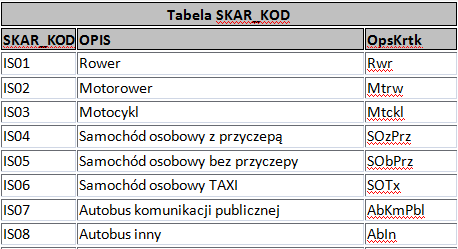 Tabela SKAR_KOD
SKAR_KOD OPIS OpsKrtk
IS01 Rower Rwr
IS02 Motorower Mtrw
IS03 Motocykl Mtckl
IS04 Samochód osobowy z przyczepą SOzPrz
IS05 Samochód osobowy bez przyczepy SObPrz
IS06 Samochód osobowy TAXI SOTx
IS07 Autobus komunikacji publicznej AbKmPbl
IS08 Autobus inny AbIn